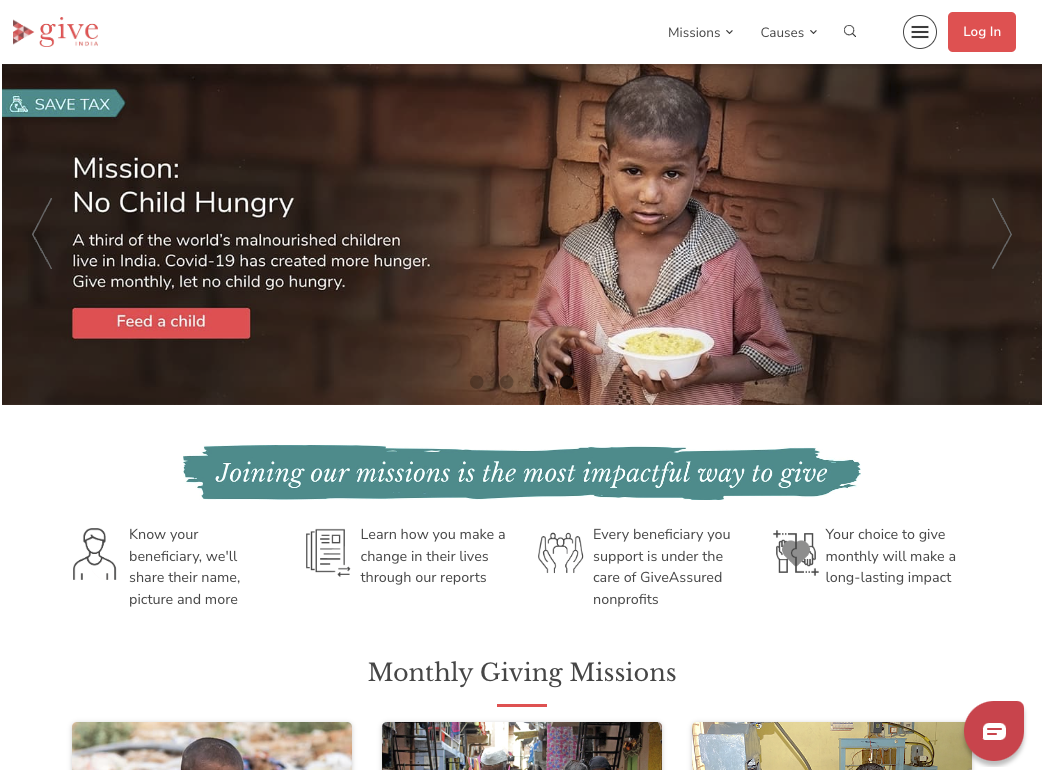 give
INDIA
Missions
Causes
Log In
SAVE TAX
Mission:
No Child Hungry
A third of the world's malnourished children
live in India. Covid-19 has created more hunger.
Give monthly, let no child go hungry.
Feed a child
Joining our missions is the most impactful way to give
Know your
beneficiary, we'll
share their name,
picture and more
Learn how you make a
change in their lives
through our reports
Every beneficiary you
support is under the
care of GiveAssured
nonprofits
Your choice to give
monthly will make a
long-lasting impact
Monthly Giving Missions